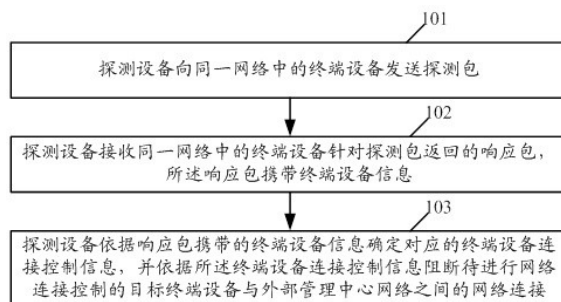 101
探测设备向同一网络中的终端设备发送探测包
102
探测设备接收同一网络中的终端设备针对探测包返回的响应包,
所述响应包携带终端设备信息
103
探测设备依据响应包携带的终端设备信息确定对应的终端设备连
接控制信息, 并依据所述终端设备连接控制信息阻断待进行网络
连接控制的目标终端设备与外部管理中心网络之间的网络连接